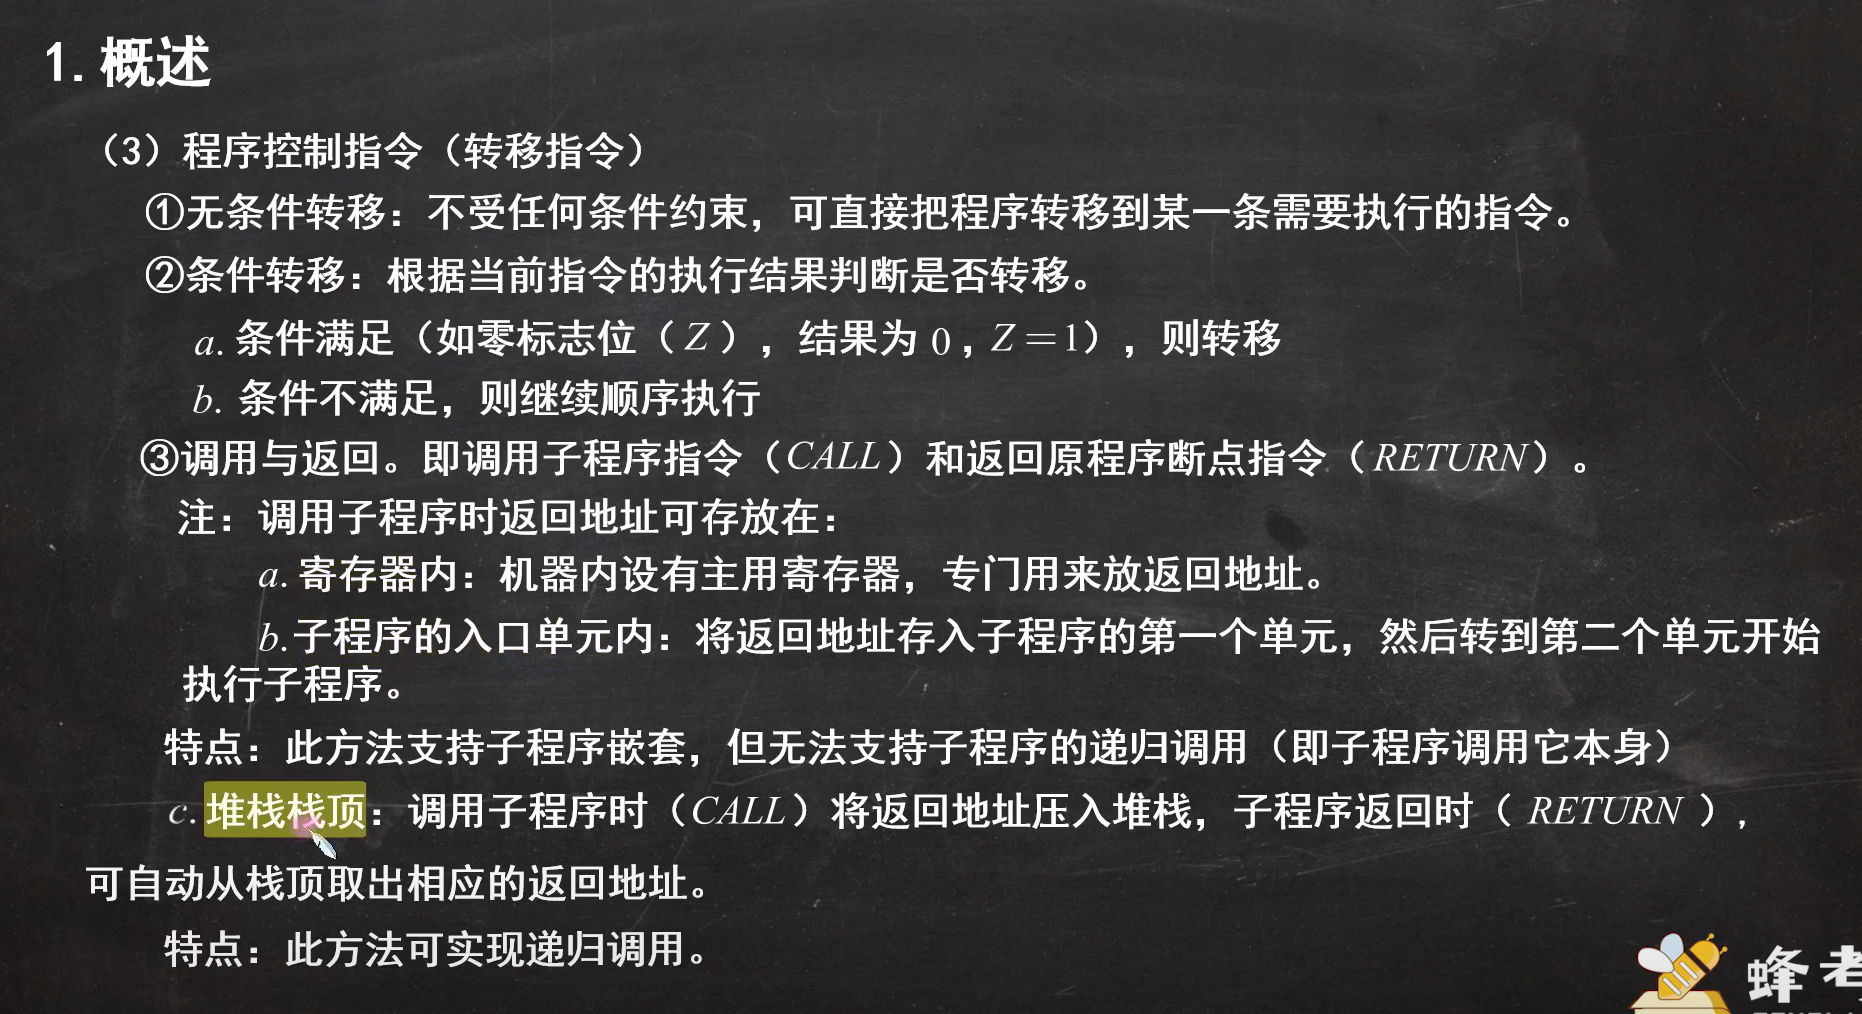 1. 概述
（3）程序控制指令（转移指令）
①无条件转移：不受任何条件约束，可直接把程序转移到某一条需要执行的指令。
②条件转移：根据当前指令的执行结果判断是否转移。
a. 条件满足（如零标志位（Z），结果为 0，Z=1），则转移
b. 条件不满足，则继续顺序执行
③调用与返回。即调用子程序指令（CALL）和返回原程序断点指令（RETURN）。
注：调用子程序时返回地址可存放在：
a. 寄存器内：机器内设有主用寄存器，专门用来放返回地址。
b.子程序的入口单元内：将返回地址存入子程序的第一个单元，然后转到第二个单元开始
执行子程序。
特点：此方法支持子程序嵌套，但无法支持子程序的递归调用（即子程序调用它本身）
c. 堆栈栈顶：调用子程序时（CALL）将返回地址压入堆栈，子程序返回时（RETURN），
可自动从栈顶取出相应的返回地址。
特点：此方法可实现递归调用。
蜂考